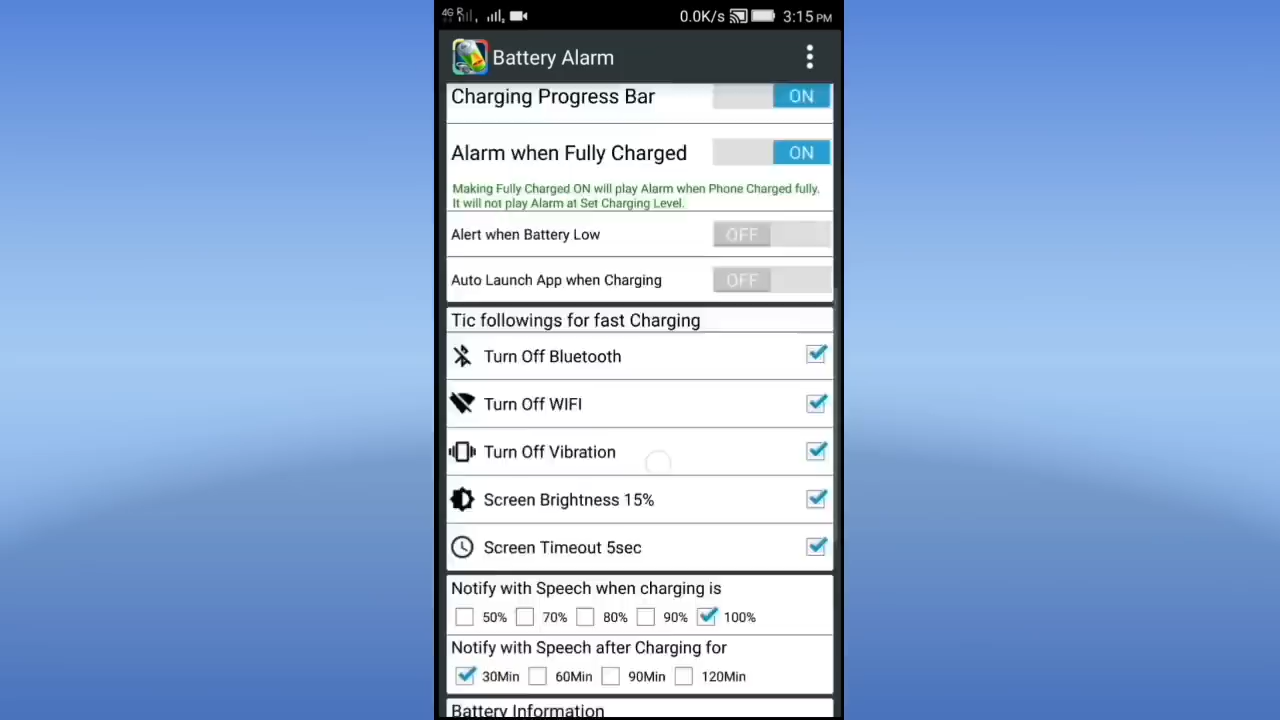 4G R 0.0K/s 3:15 PM
Battery Alarm
Charging Progress Bar ON
Alarm when Fully Charged ON
Making Fully Charged ON will play Alarm when Phone Charged fully.
It will not play Alarm at Set Charging Level.
Alert when Battery Low OFF
Auto Launch App when Charging OFF
Tic followings for fast Charging
Turn Off Bluetooth
Turn Off WIFI
Turn Off Vibration
Screen Brightness 15%
Screen Timeout 5sec
Notify with Speech when charging is
50% 70% 80% 90% 100%
Notify with Speech after Charging for
30Min 60Min 90Min 120Min
Battery Information